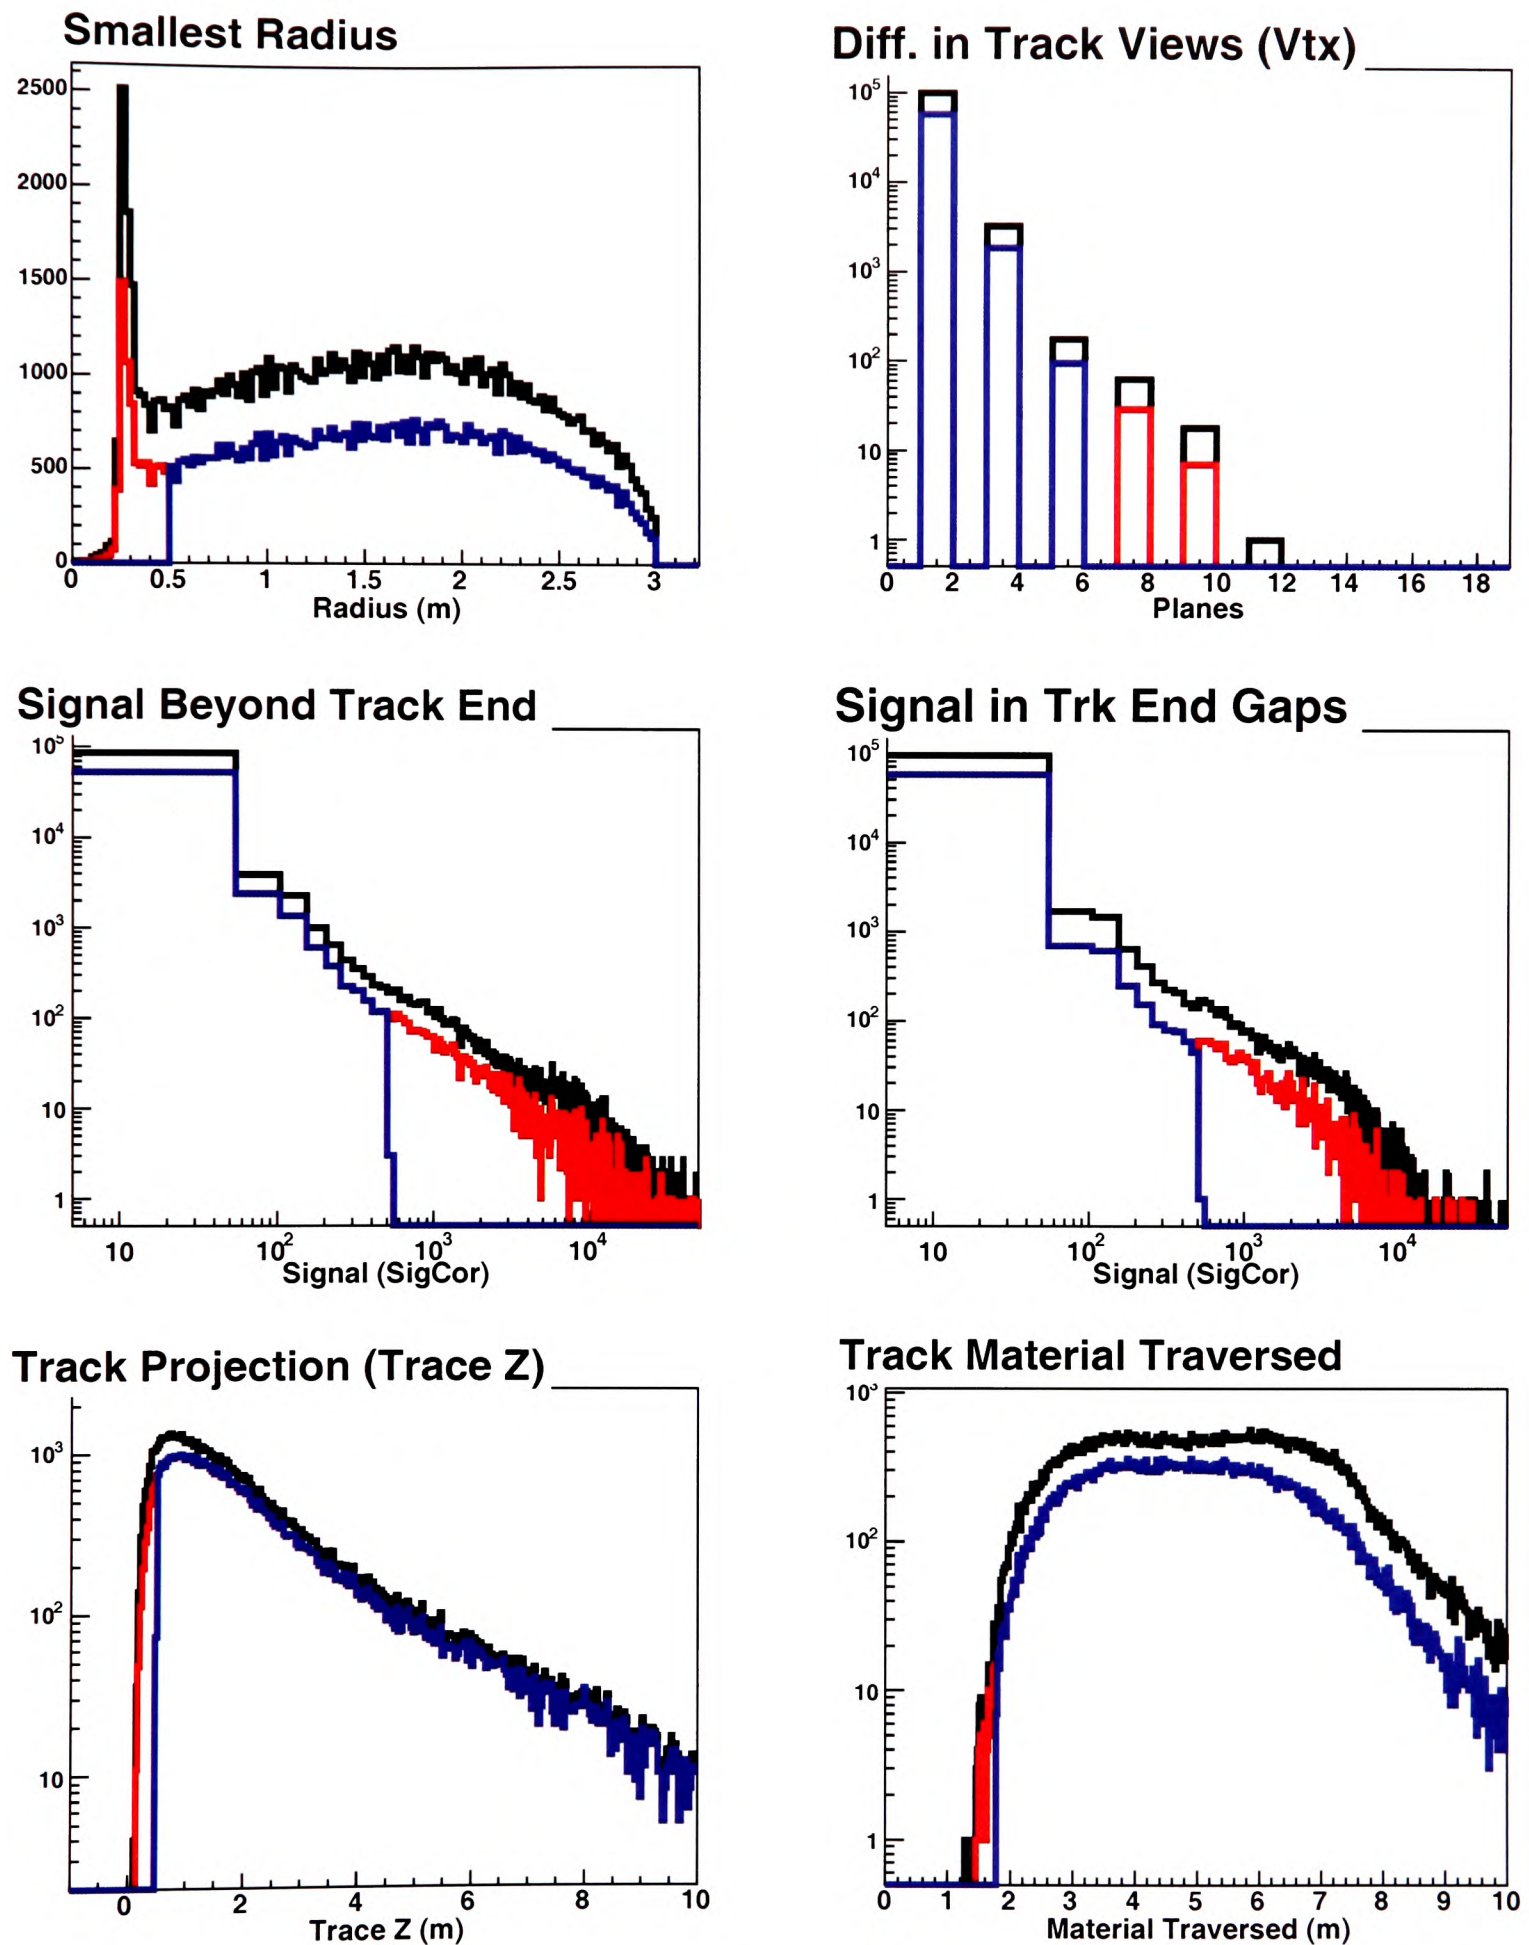 Smallest Radius
2500
2000
1500
1000
500
0
0 0.5 1 1.5 2 2.5 3
Radius (m)
Diff. in Track Views (Vtx)
10⁵
10⁴
10³
10²
10
1
0 2 4 6 8 10 12 14 16 18
Planes
Signal Beyond Track End
10⁵
10⁴
10³
10²
10
1
10 10² 10³ 10⁴
Signal (SigCor)
Signal in Trk End Gaps
10⁵
10⁴
10³
10²
10
1
10 10² 10³ 10⁴
Signal (SigCor)
Track Projection (Trace Z)
10³
10²
10
0 2 4 6 8 10
Trace Z (m)
Track Material Traversed
10³
10²
10
1
0 1 2 3 4 5 6 7 8 9 10
Material Traversed (m)